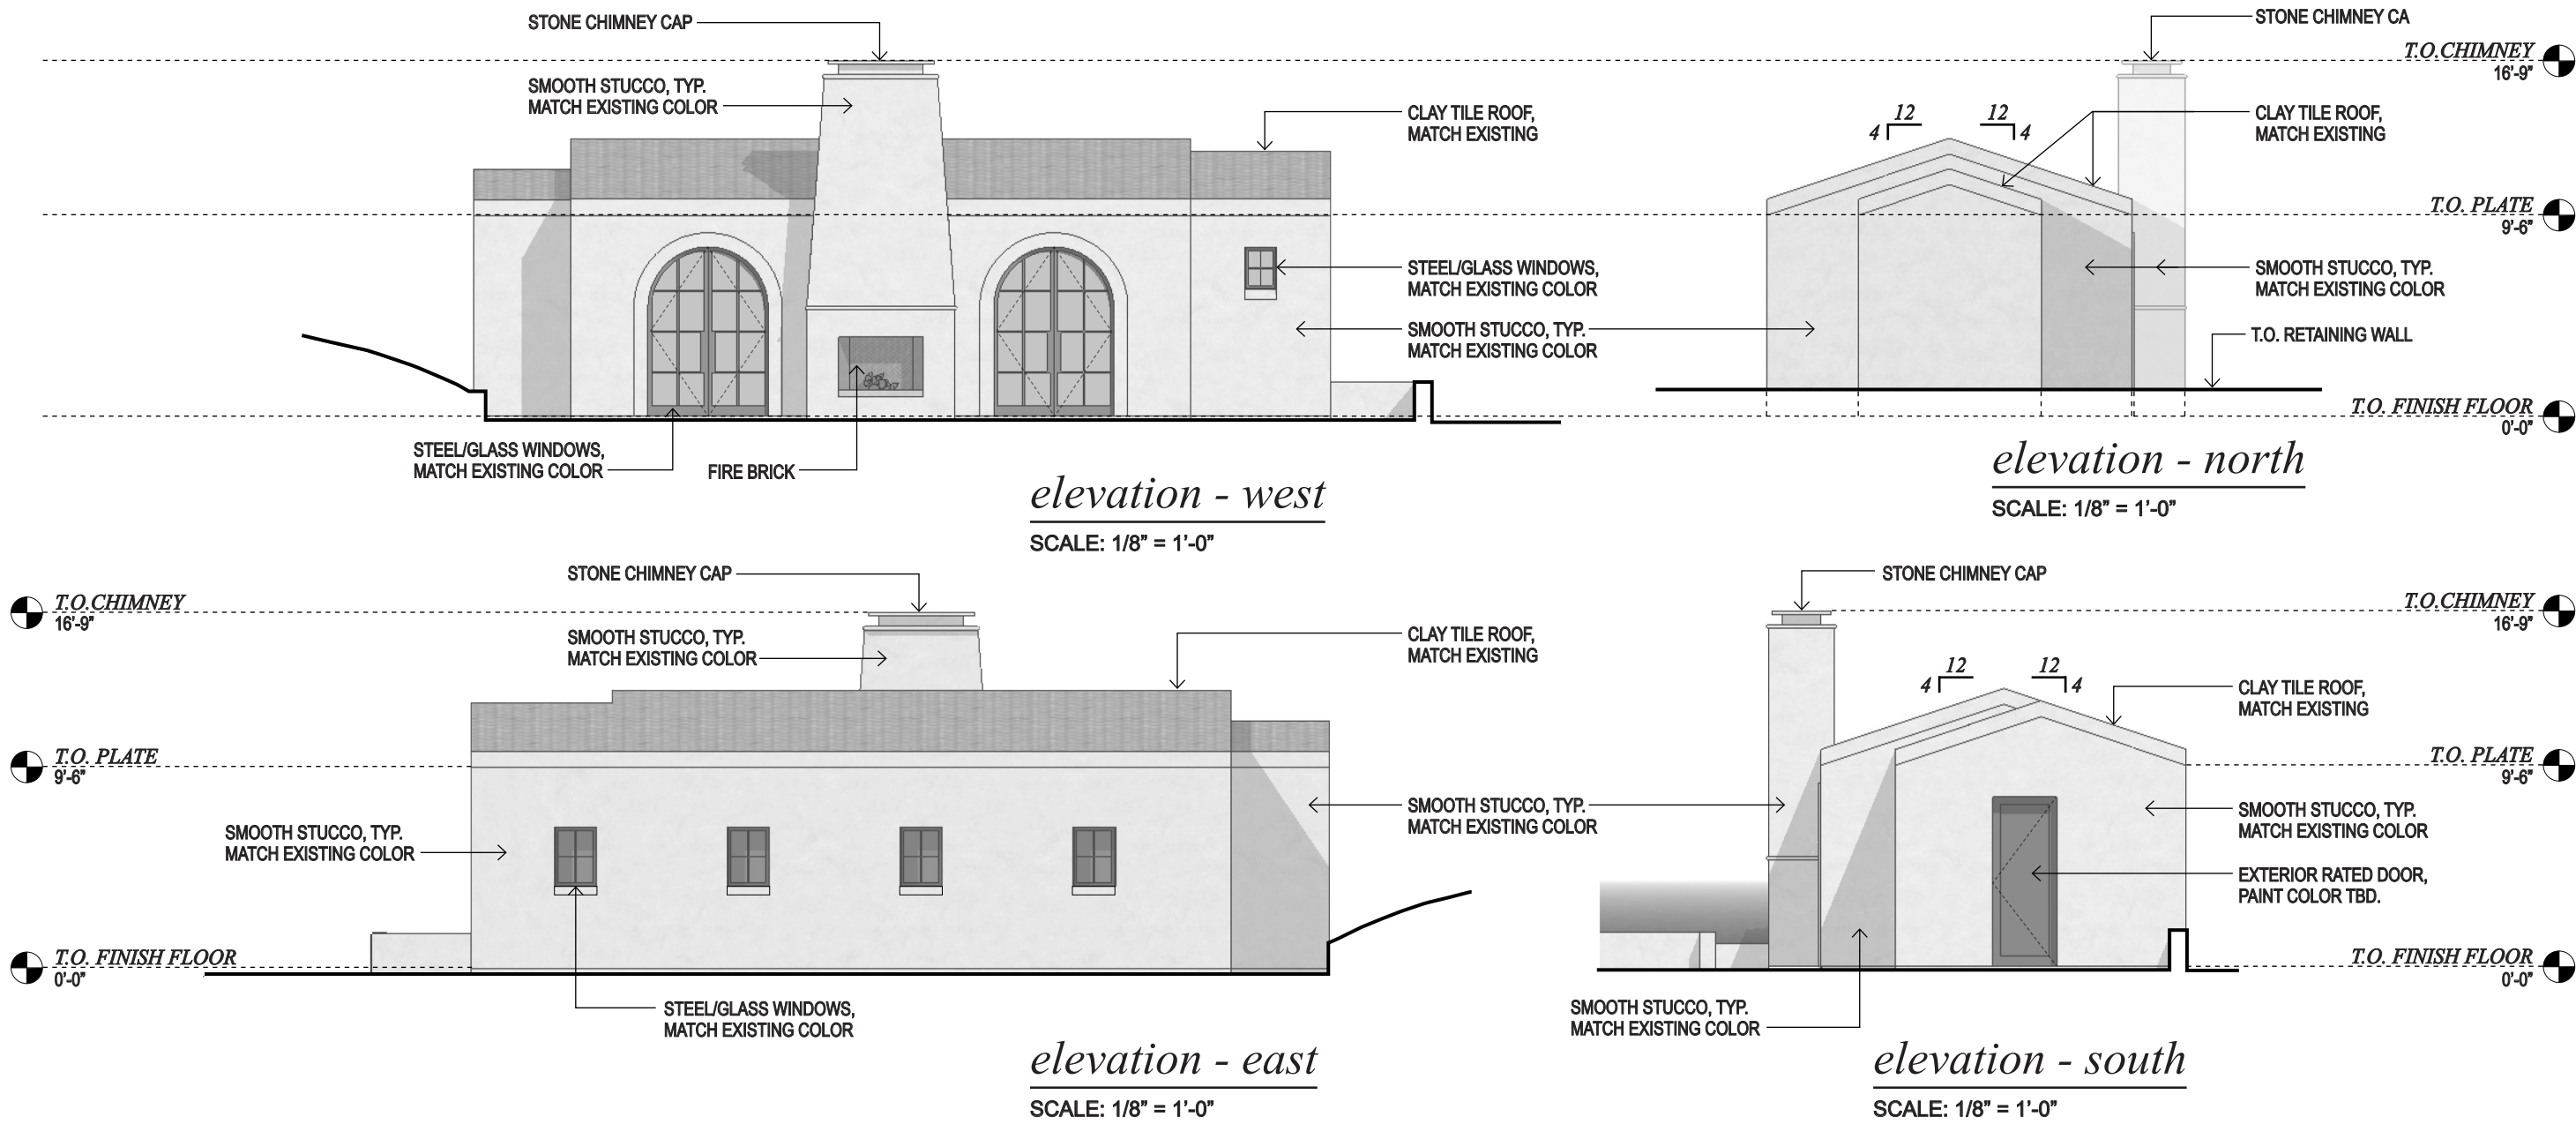 STONE CHIMNEY CAP
SMOOTH STUCCO, TYP.
MATCH EXISTING COLOR
CLAY TILE ROOF,
MATCH EXISTING
STEEL/GLASS WINDOWS,
MATCH EXISTING COLOR
SMOOTH STUCCO, TYP.
MATCH EXISTING COLOR
STEEL/GLASS WINDOWS,
MATCH EXISTING COLOR
FIRE BRICK
elevation - west
SCALE: 1/8" = 1'-0"
STONE CHIMNEY CA
T.O.CHIMNEY
16'-9"
12
4
12
4
CLAY TILE ROOF,
MATCH EXISTING
T.O. PLATE
9'-6"
SMOOTH STUCCO, TYP.
MATCH EXISTING COLOR
T.O. RETAINING WALL
T.O. FINISH FLOOR
0'-0"
elevation - north
SCALE: 1/8" = 1'-0"
STONE CHIMNEY CAP
T.O.CHIMNEY
16'-9"
SMOOTH STUCCO, TYP.
MATCH EXISTING COLOR
CLAY TILE ROOF,
MATCH EXISTING
T.O. PLATE
9'-6"
SMOOTH STUCCO, TYP.
MATCH EXISTING COLOR
SMOOTH STUCCO, TYP.
MATCH EXISTING COLOR
T.O. FINISH FLOOR
0'-0"
STEEL/GLASS WINDOWS,
MATCH EXISTING COLOR
elevation - east
SCALE: 1/8" = 1'-0"
STONE CHIMNEY CAP
T.O.CHIMNEY
16'-9"
12
4
12
4
CLAY TILE ROOF,
MATCH EXISTING
T.O. PLATE
9'-6"
SMOOTH STUCCO, TYP.
MATCH EXISTING COLOR
EXTERIOR RATED DOOR,
PAINT COLOR TBD.
T.O. FINISH FLOOR
0'-0"
SMOOTH STUCCO, TYP.
MATCH EXISTING COLOR
elevation - south
SCALE: 1/8" = 1'-0"